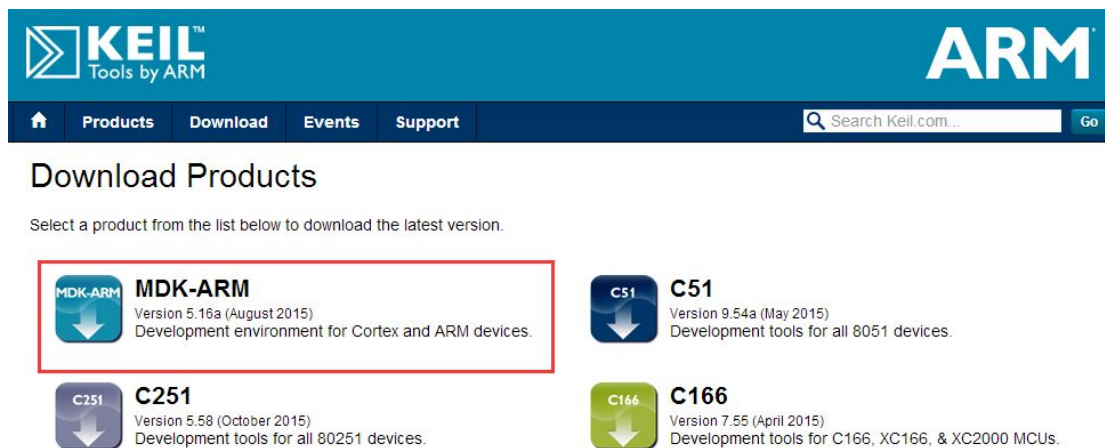 KEIL™
Tools by ARM
ARM
Products Download Events Support
Search Keil.com...
Go
Download Products
Select a product from the list below to download the latest version.
MDK-ARM
MDK-ARM
Version 5.16a (August 2015)
Development environment for Cortex and ARM devices.
C51
C51
Version 9.54a (May 2015)
Development tools for all 8051 devices.
C251
C251
Version 5.58 (October 2015)
Development tools for all 80251 devices.
C166
C166
Version 7.55 (April 2015)
Development tools for C166, XC166, & XC2000 MCUs.